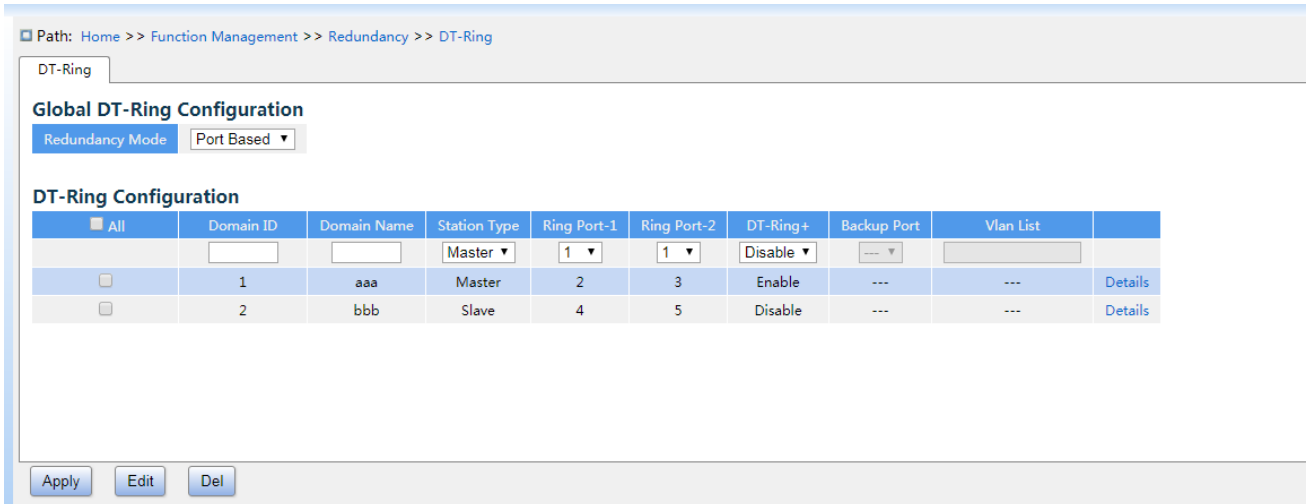 Path: Home >> Function Management >> Redundancy >> DT-Ring
DT-Ring
Global DT-Ring Configuration
Redundancy Mode Port Based
DT-Ring Configuration
All Domain ID Domain Name Station Type Ring Port-1 Ring Port-2 DT-Ring+ Backup Port Vlan List
Master 1 1 Disable ---
1 aaa Master 2 3 Enable --- --- Details
2 bbb Slave 4 5 Disable --- --- Details
Apply Edit Del